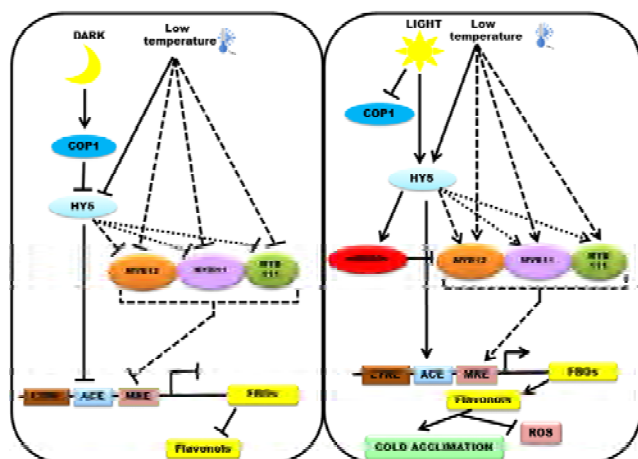 DARK
Low
temperature
COP1
HY5
MYB12
MYB11
MYB
111
ACE
MRE
FBGs
Flavonols
LIGHT
Low
temperature
COP1
HY5
MYB12
MYB11
MYB
111
ACE
MRE
FBGs
Flavonols
COLD ACCLIMATION
ROS